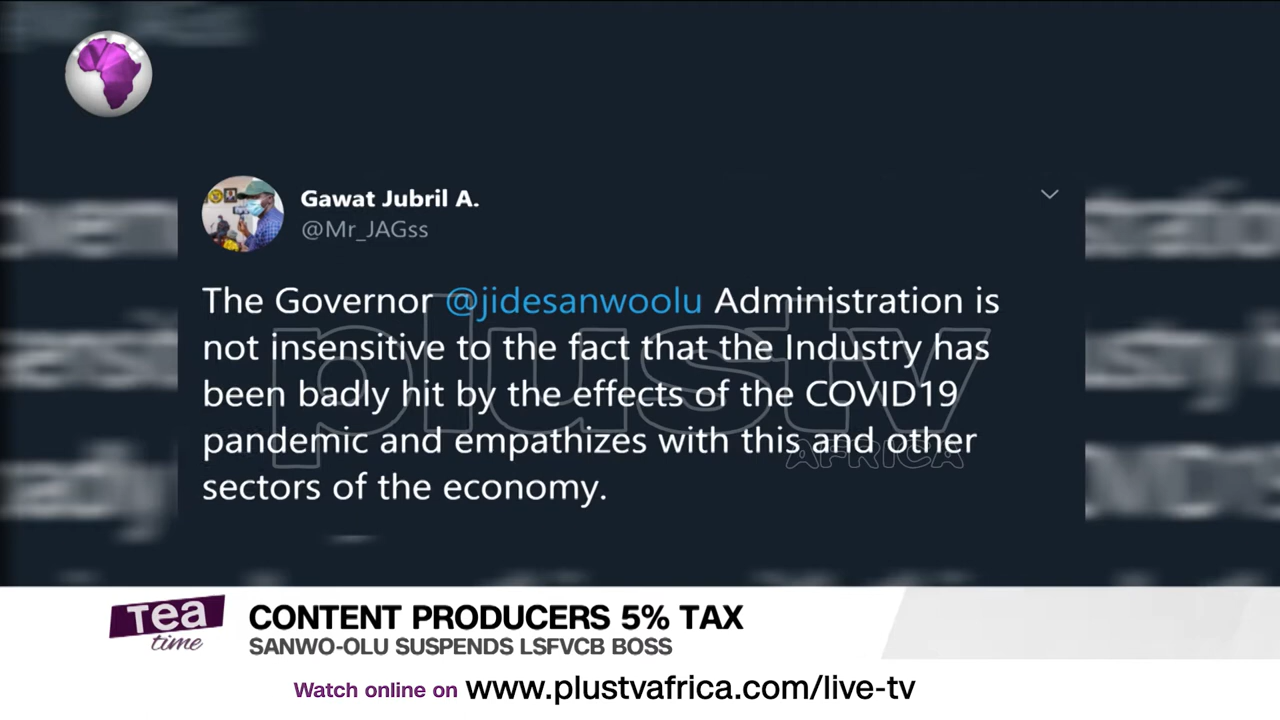 Gawat Jubril A.
@Mr_JAGss
The Governor @jidesanwoolu Administration is
not insensitive to the fact that the Industry has
been badly hit by the effects of the COVID19
pandemic and empathizes with this and other
sectors of the economy.
plustv
AFRICA
Tea
time
CONTENT PRODUCERS 5% TAX
SANWO-OLU SUSPENDS LSFVCB BOSS
Watch online on www.plustvafrica.com/live-tv